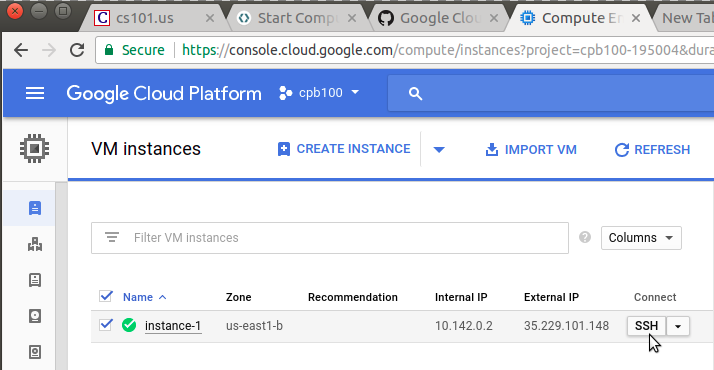 cs101.us
Start Compu
Google Clou
Compute En
New Tab
Secure https://console.cloud.google.com/compute/instances?project=cpb100-195004&dura
Google Cloud Platform cpb100
VM instances CREATE INSTANCE IMPORT VM REFRESH
Filter VM instances Columns
Name Zone Recommendation Internal IP External IP Connect
instance-1 us-east1-b 10.142.0.2 35.229.101.148 SSH